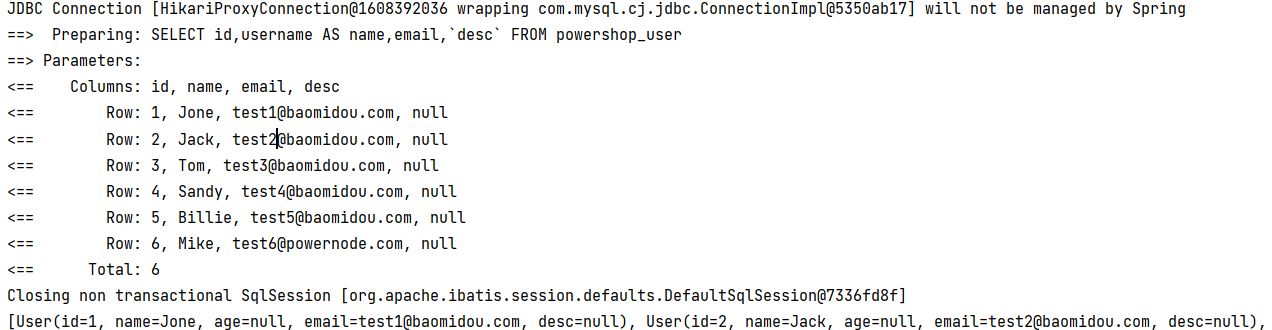 JDBC Connection [HikariProxyConnection@1608392036 wrapping com.mysql.cj.jdbc.ConnectionImpl@5350ab17] will not be managed by Spring
==>  Preparing: SELECT id,username AS name,email,`desc` FROM powershop_user
==> Parameters:
<==    Columns: id, name, email, desc
<==        Row: 1, Jone, test1@baomidou.com, null
<==        Row: 2, Jack, test2@baomidou.com, null
<==        Row: 3, Tom, test3@baomidou.com, null
<==        Row: 4, Sandy, test4@baomidou.com, null
<==        Row: 5, Billie, test5@baomidou.com, null
<==        Row: 6, Mike, test6@powernode.com, null
<==      Total: 6
Closing non transactional SqlSession [org.apache.ibatis.session.defaults.DefaultSqlSession@7336fd8f]
[User(id=1, name=Jone, age=null, email=test1@baomidou.com, desc=null), User(id=2, name=Jack, age=null, email=test2@baomidou.com, desc=null),